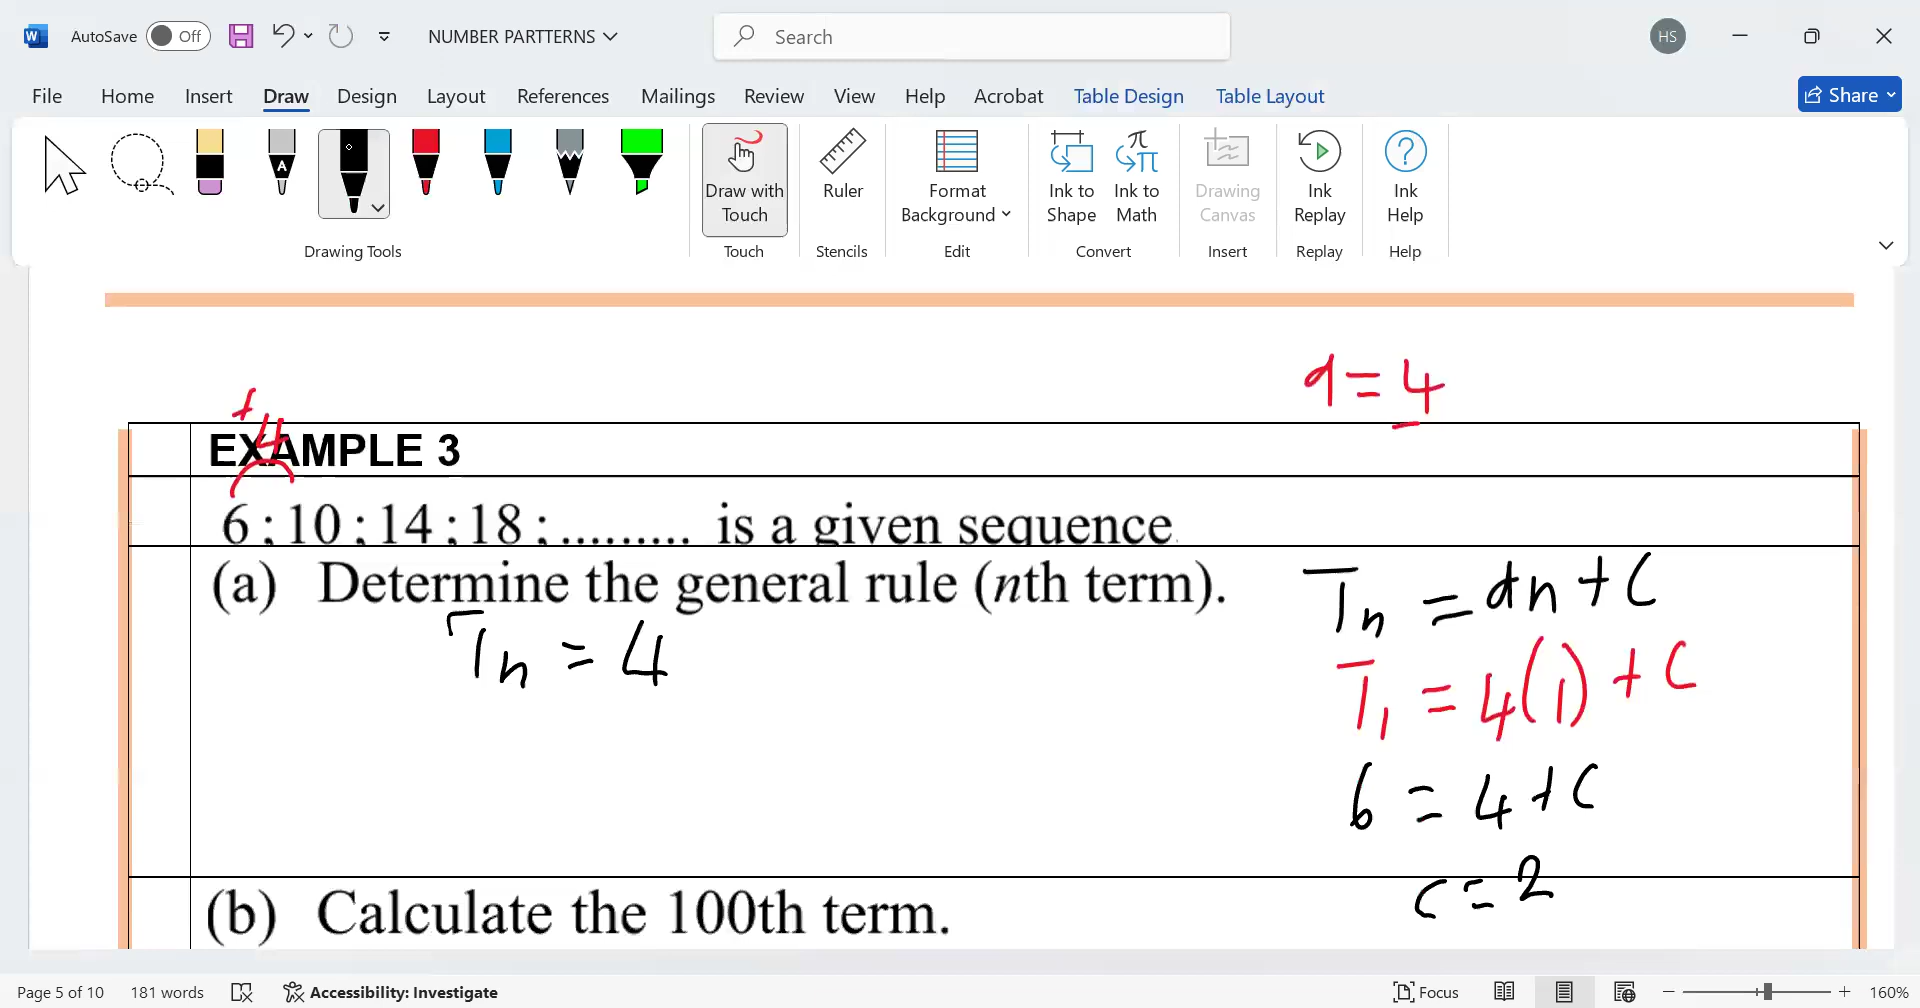 AutoSave Off NUMBER PARTTERNS Search HS
File Home Insert Draw Design Layout References Mailings Review View Help Acrobat Table Design Table Layout Share
A
Draw with Touch
Ruler
Format Background
Ink to Shape
Ink to Math
Drawing Canvas
Ink Replay
Ink Help
Drawing Tools Touch Stencils Edit Convert Insert Replay Help
d = 4
+4
EXAMPLE 3
6 ; 10 ; 14 ; 18 ; ......... is a given sequence
(a) Determine the general rule (nth term).
Tn = dn + C
Tn = 4
T1 = 4(1) + C
6 = 4 + C
C = 2
(b) Calculate the 100th term.
Page 5 of 10 181 words Accessibility: Investigate Focus 160%